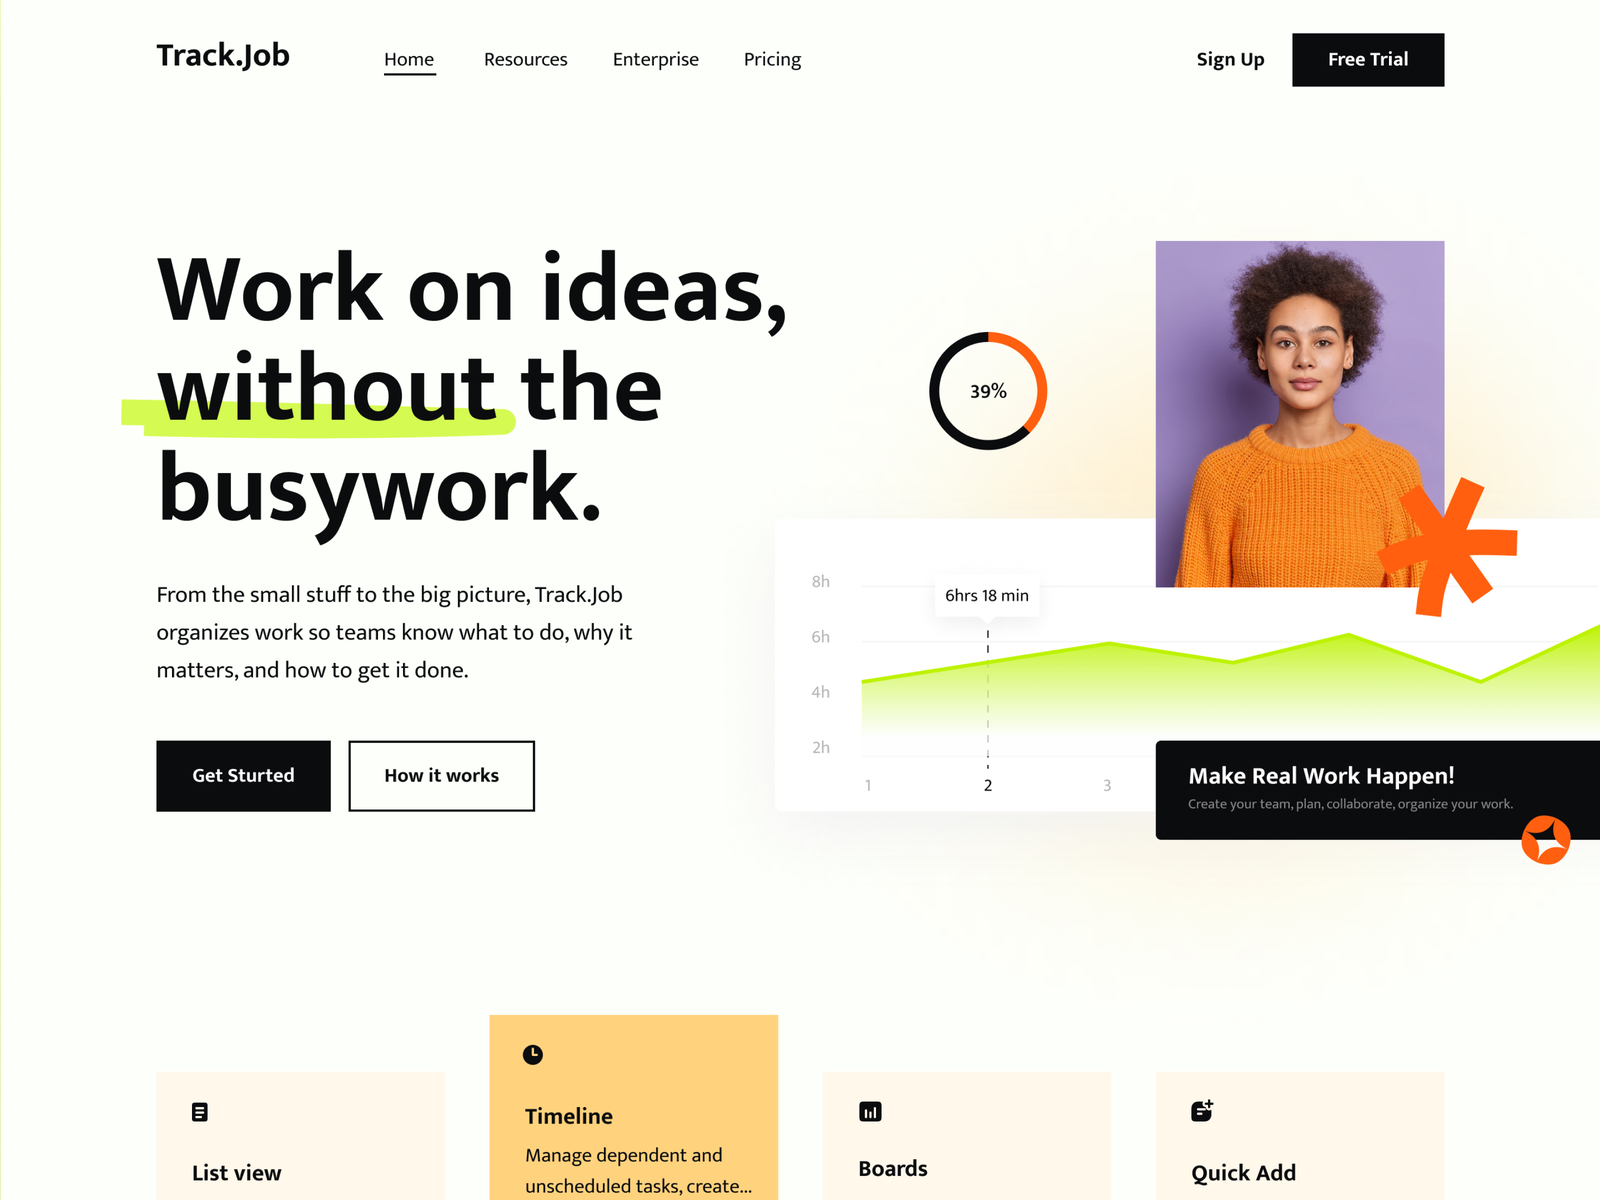 Track.Job
Home
Resources
Enterprise
Pricing
Sign Up
Free Trial
Work on ideas,
without the
busywork.
From the small stuff to the big picture, Track.Job
organizes work so teams know what to do, why it
matters, and how to get it done.
Get Sturted
How it works
39%
8h
6h
4h
2h
6hrs 18 min
1
2
3
Make Real Work Happen!
Create your team, plan, collaborate, organize your work.
List view
Timeline
Manage dependent and
unscheduled tasks, create...
Boards
Quick Add